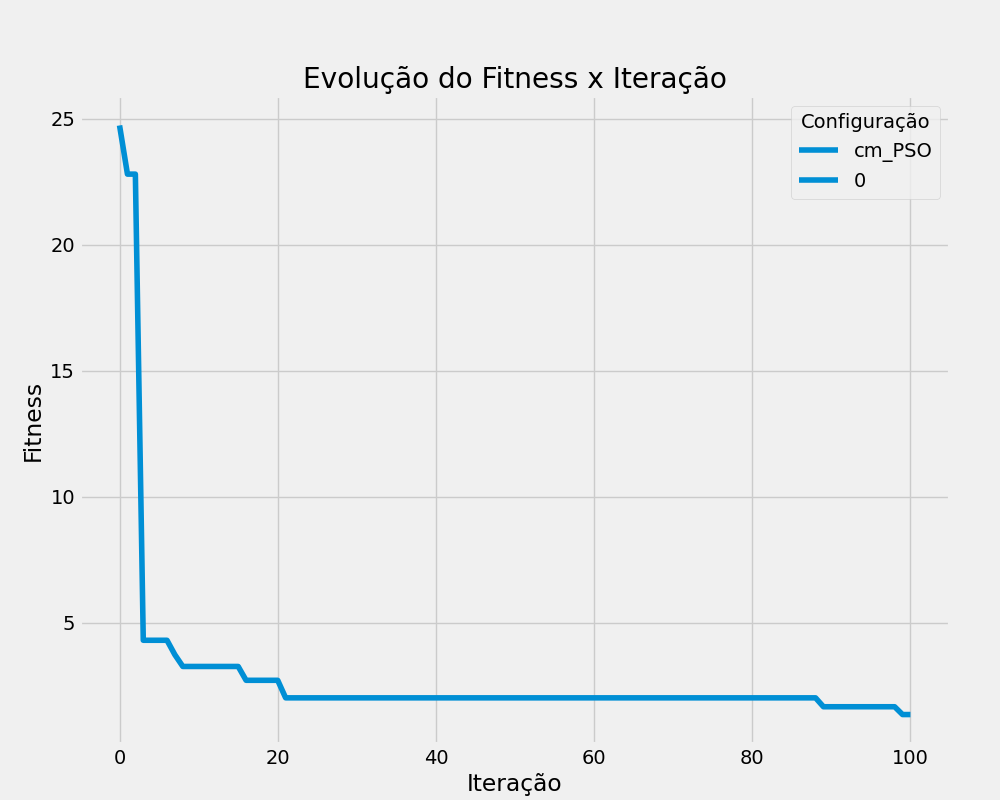 Evolução do Fitness x Iteração
Configuração
cm_PSO
0
25
20
15
10
5
Fitness
0 20 40 60 80 100
Iteração